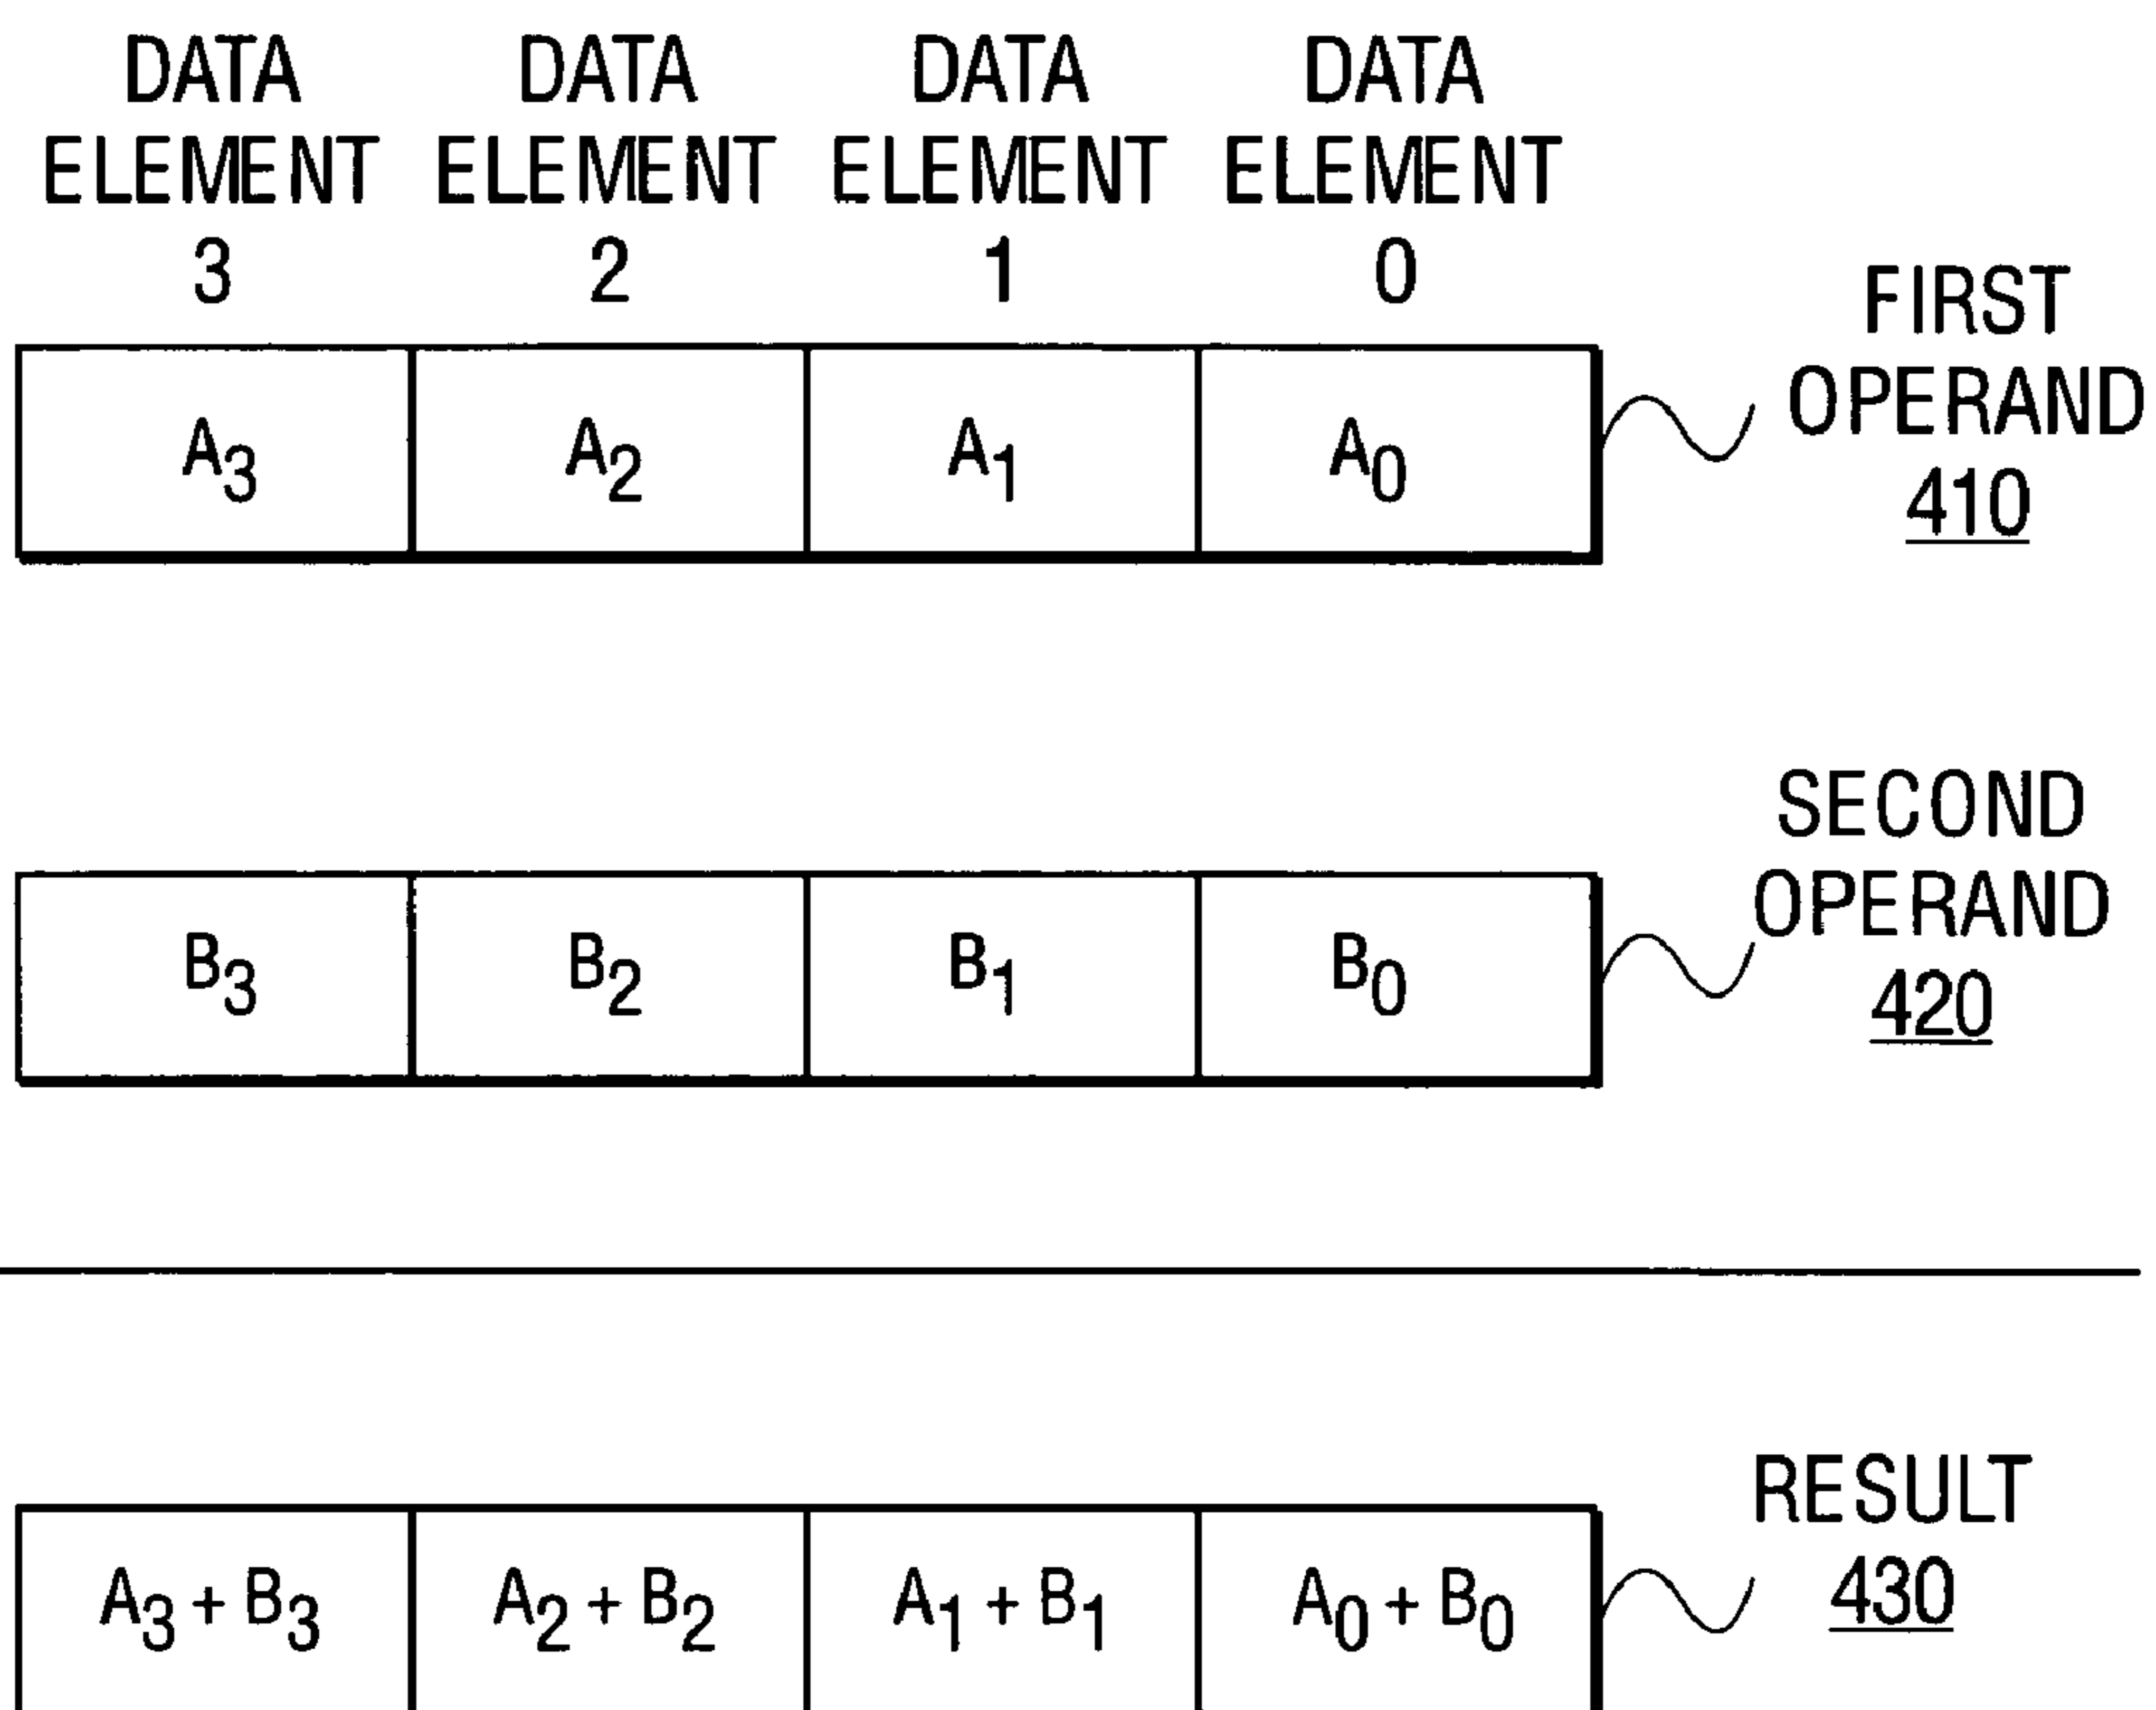 DATA DATA DATA DATA
ELEMENT ELEMENT ELEMENT ELEMENT
3 2 1 0
FIRST
OPERAND
410
A₃ A₂ A₁ A₀
SECOND
OPERAND
420
B₃ B₂ B₁ B₀
RESULT
430
A₃ + B₃ A₂ + B₂ A₁ + B₁ A₀ + B₀